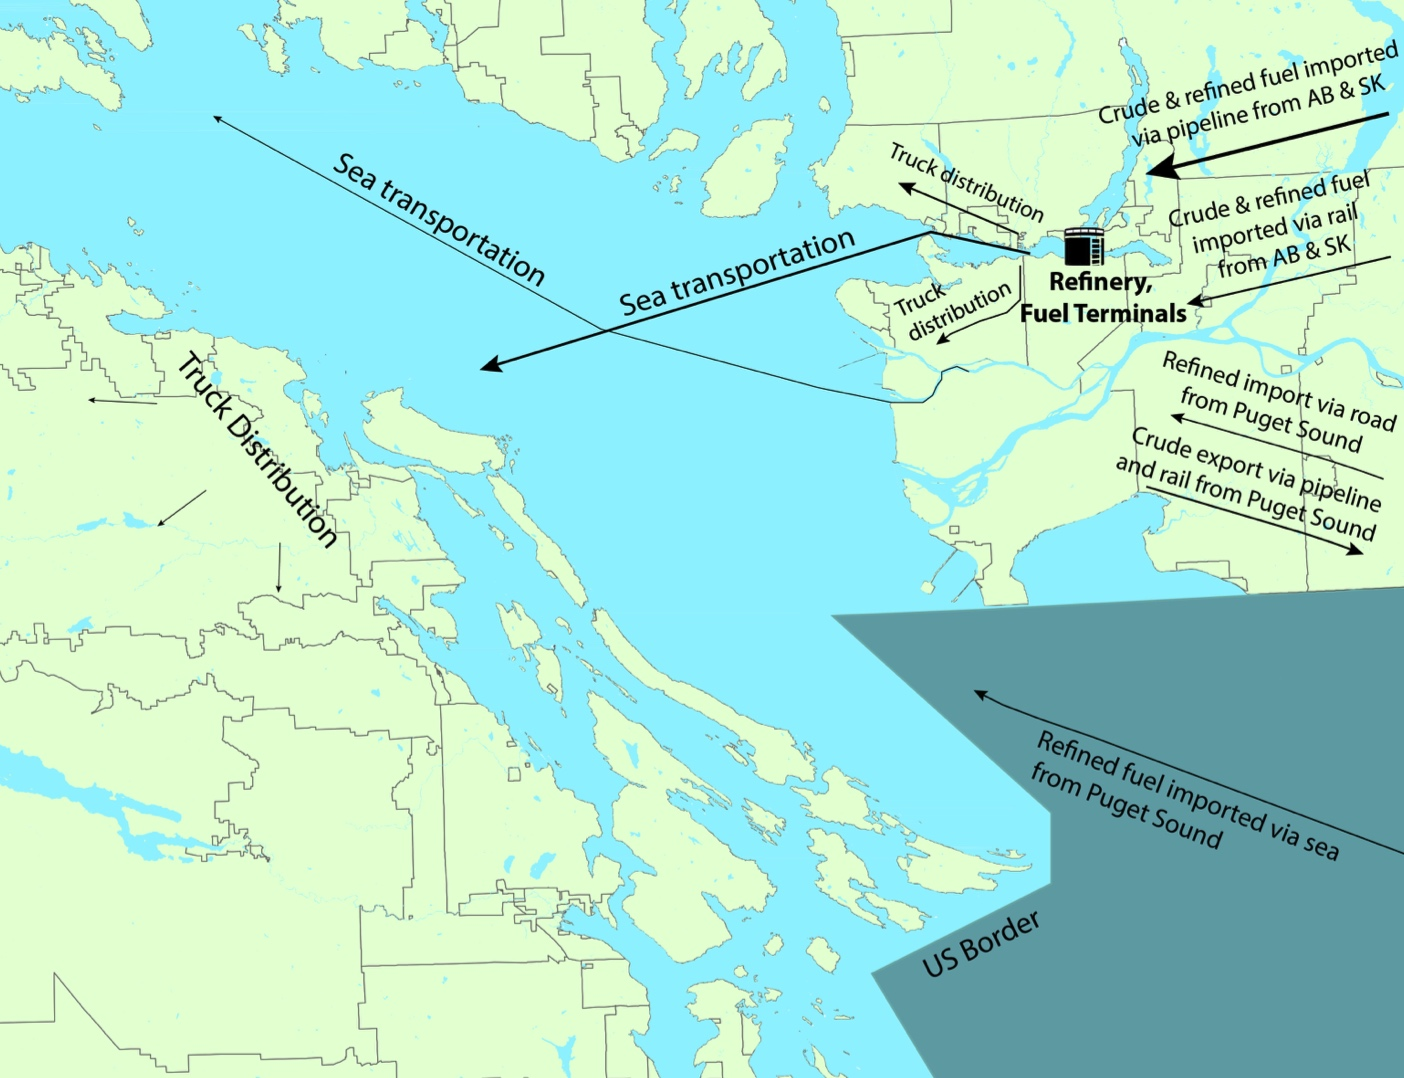 Crude & refined fuel imported
via pipeline from AB & SK
Sea transportation
Truck distribution
Crude & refined fuel
imported via rail
from AB & SK
Sea transportation
Refinery,
Fuel Terminals
Truck
distribution
Truck Distribution
Refined import via road
from Puget Sound
Crude export via pipeline
and rail from Puget Sound
Refined fuel imported via sea
from Puget Sound
US Border